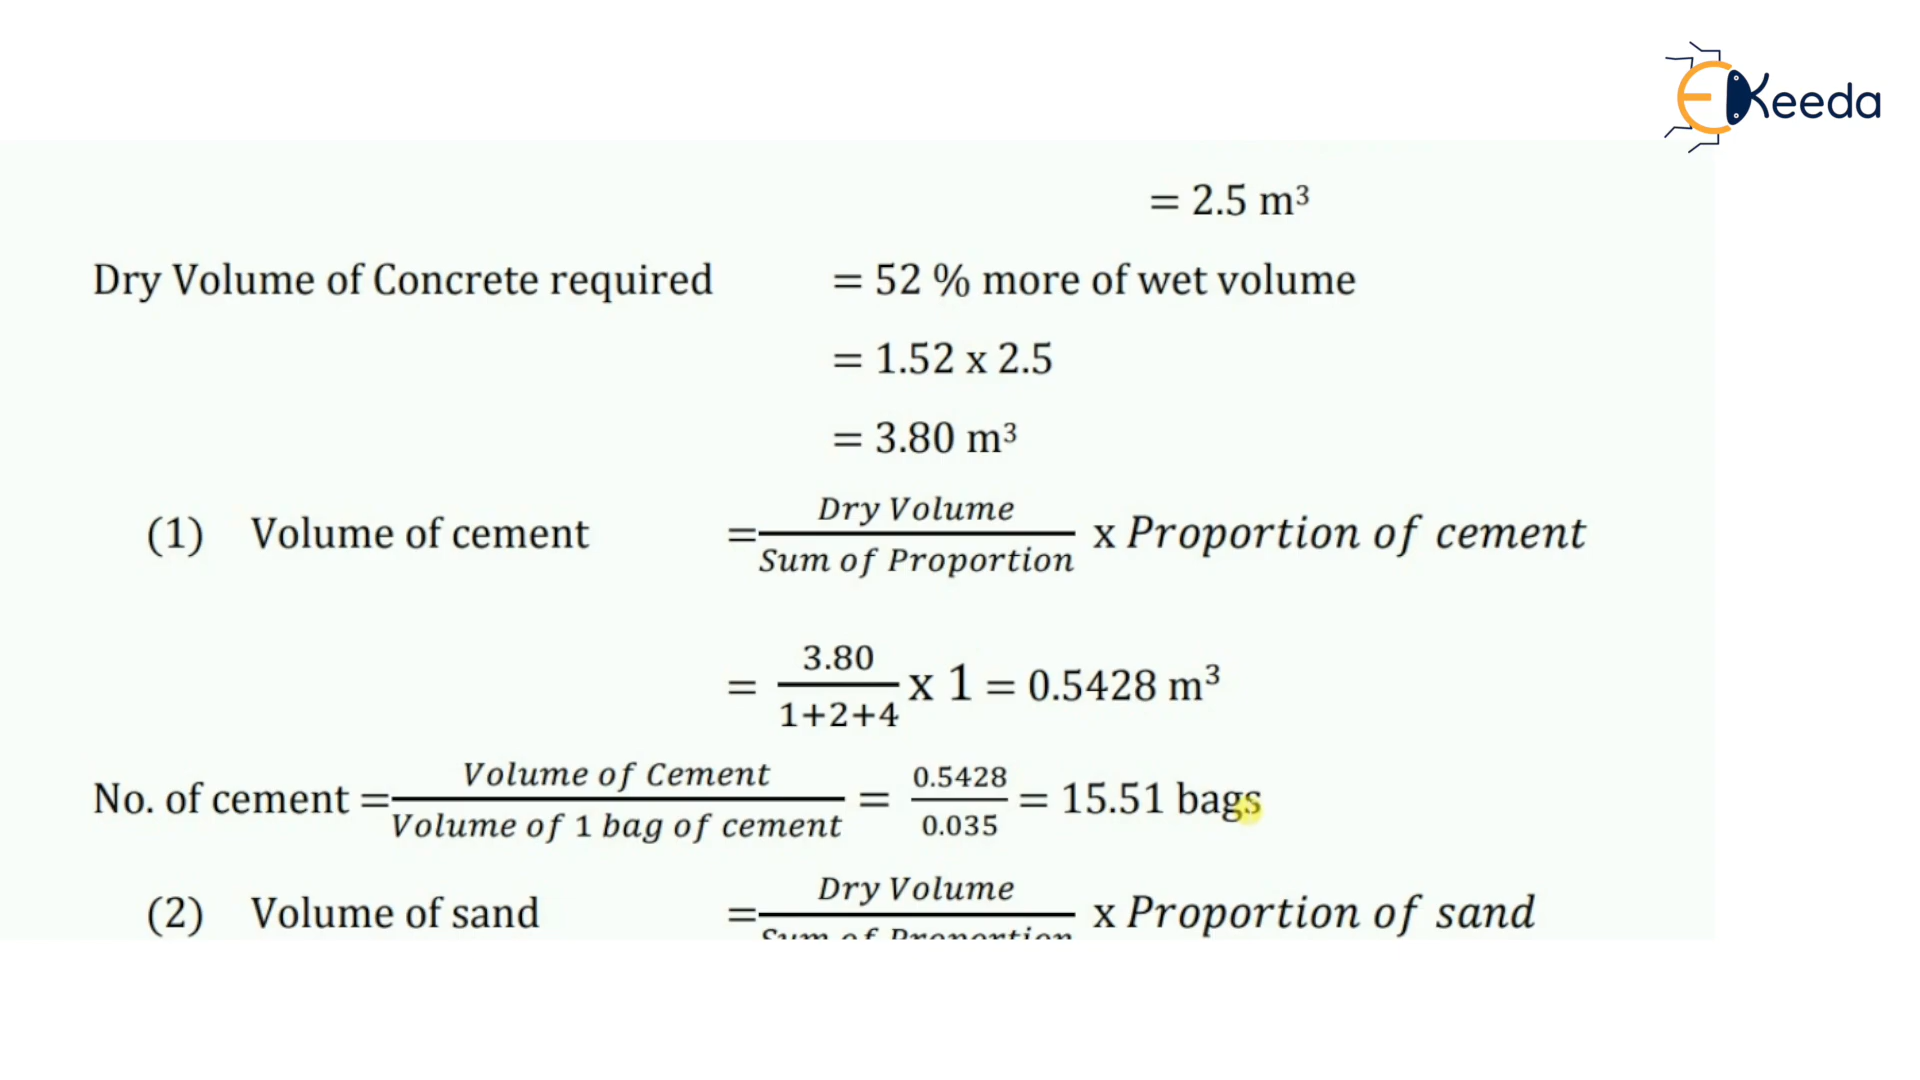 EKeeda
= 2.5 m³
Dry Volume of Concrete required = 52 % more of wet volume
= 1.52 x 2.5
= 3.80 m³
(1) Volume of cement = Dry Volume / Sum of Proportion x Proportion of cement
= 3.80 / 1+2+4 x 1 = 0.5428 m³
No. of cement = Volume of Cement / Volume of 1 bag of cement = 0.5428 / 0.035 = 15.51 bags
(2) Volume of sand = Dry Volume / Sum of Proportion x Proportion of sand